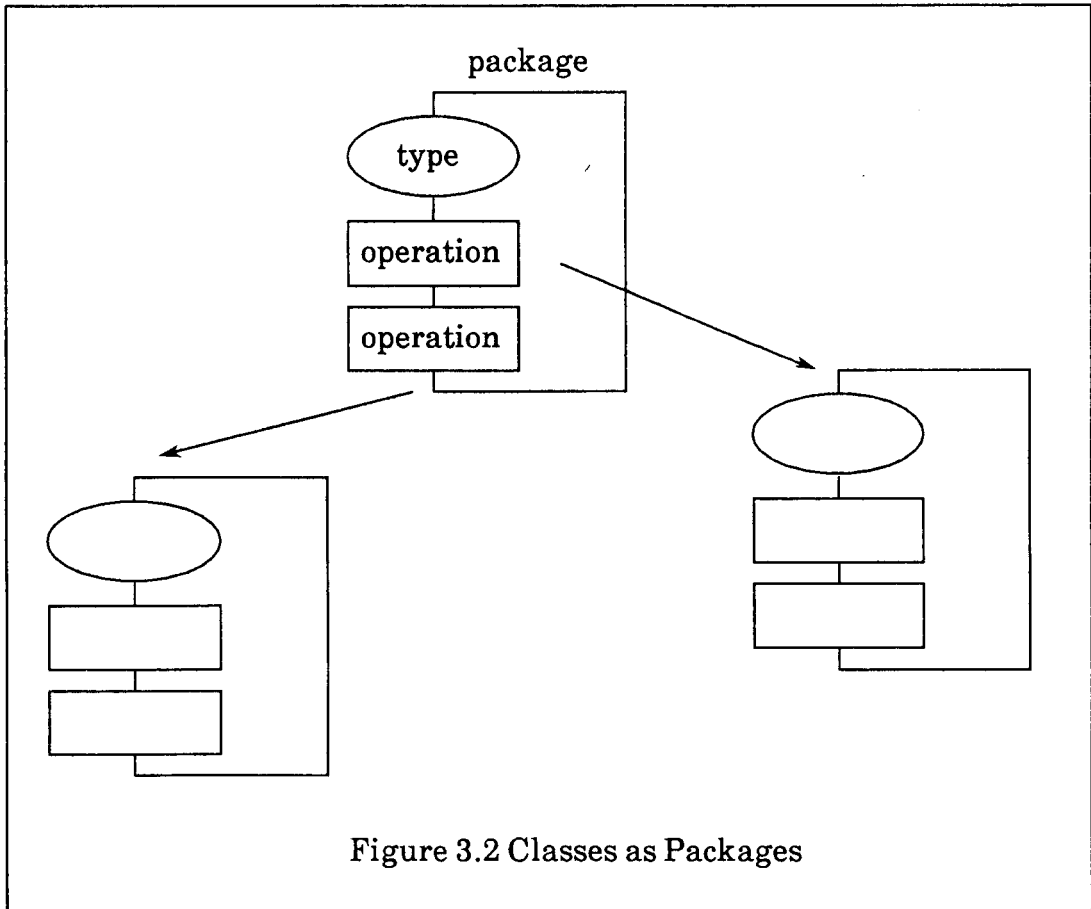 package
type
operation
operation
Figure 3.2 Classes as Packages